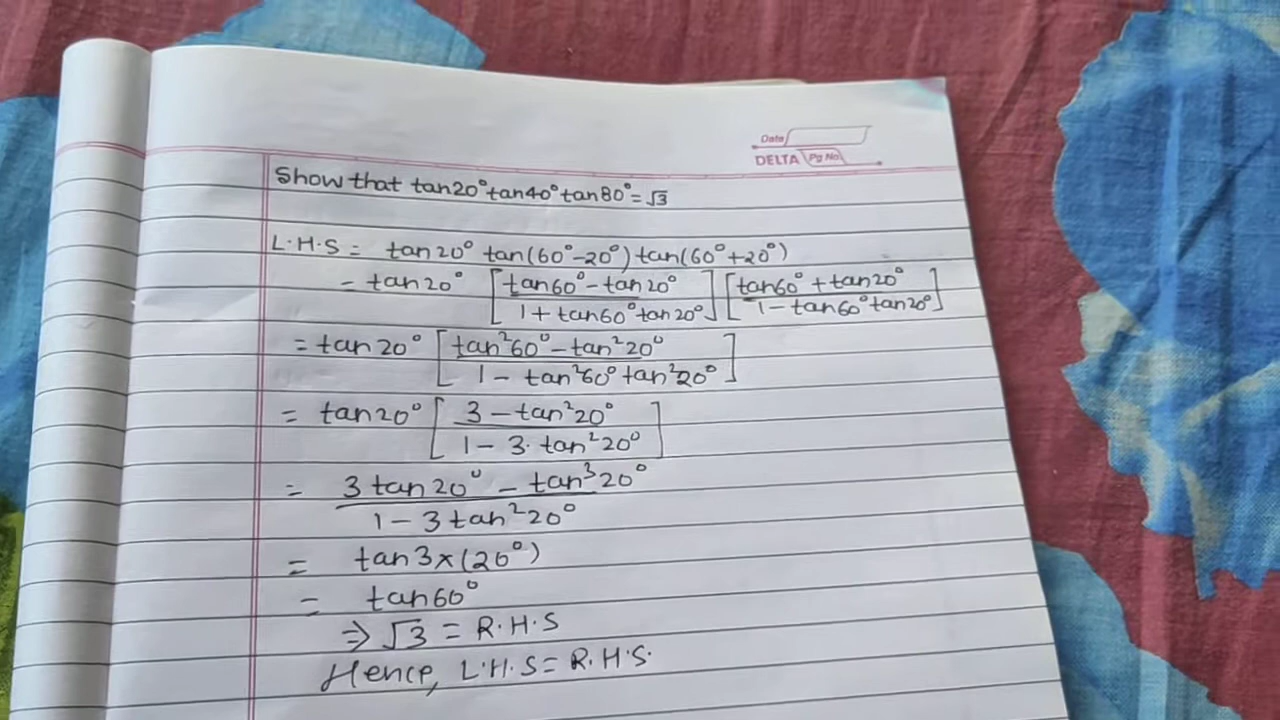 Date
DELTA Pg No
Show that tan20° tan40° tan80° = √3
L.H.S = tan20° tan(60°-20°) tan(60°+20°)
= tan20° [tan60° - tan20° / 1 + tan60° tan20°] [tan60° + tan20° / 1 - tan60° tan20°]
= tan20° [tan²60° - tan²20° / 1 - tan²60° tan²20°]
= tan20° [3 - tan²20° / 1 - 3. tan²20°]
= 3 tan20° - tan³20° / 1 - 3 tan²20°
= tan3×(20°)
= tan60°
⇒ √3 = R.H.S
Hence, L.H.S = R.H.S.